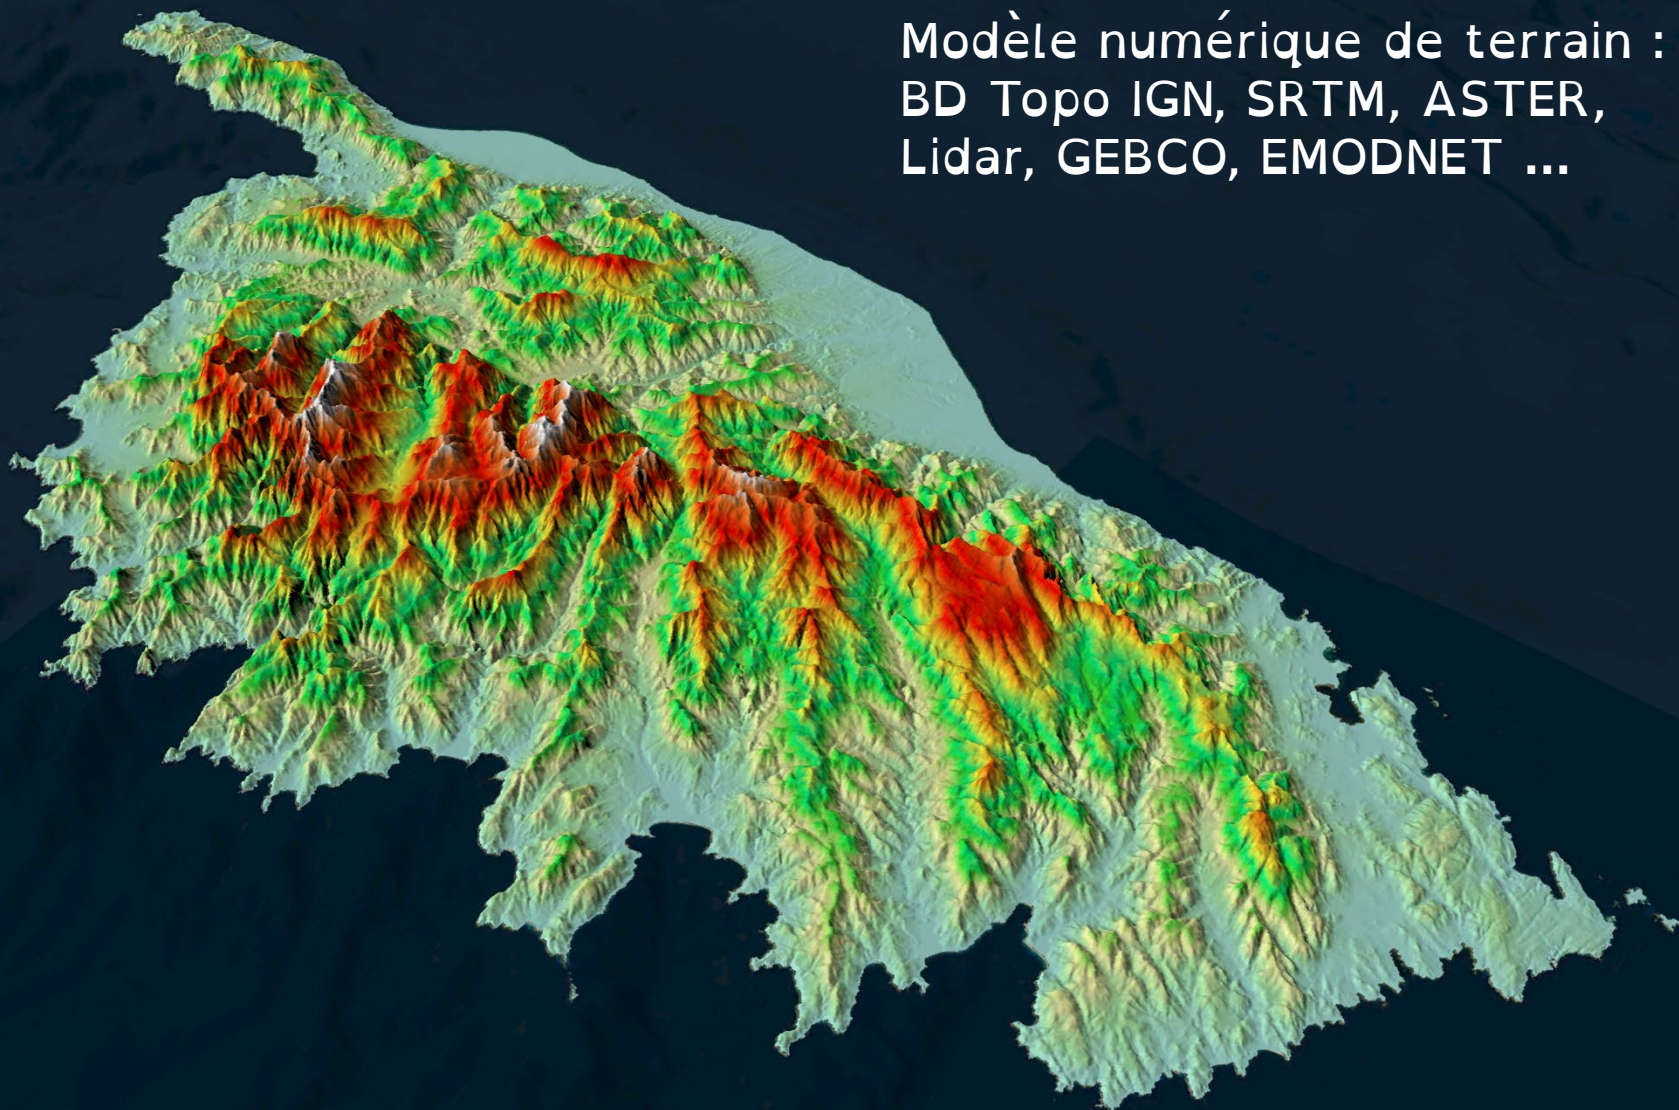 Modèle numérique de terrain :
BD Topo IGN, SRTM, ASTER,
Lidar, GEBCO, EMODNET ...